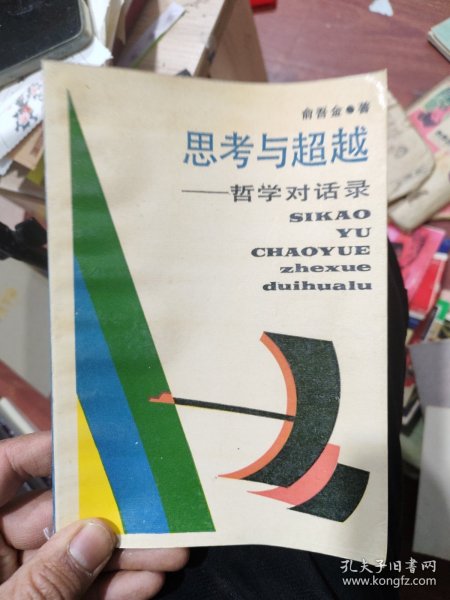 俞吾金●著
思考与超越
——哲学对话录
SIKAO
YU
CHAOYUE
zhexue
duihualu
孔夫子旧书网
www.kongfz.com